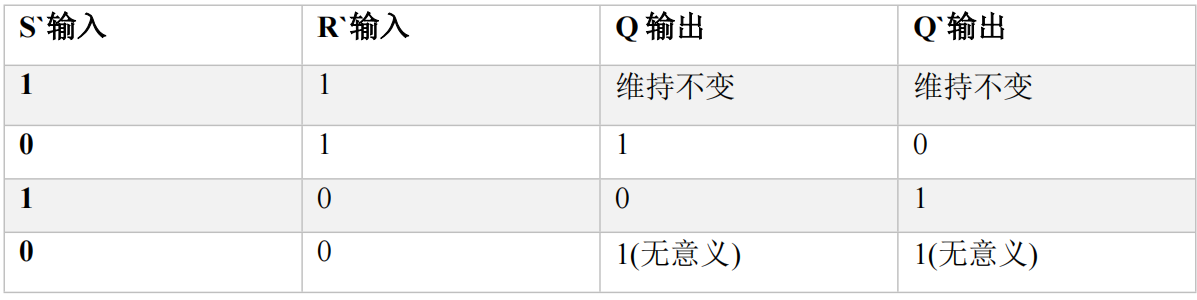 S`输入 R`输入 Q 输出 Q`输出
1 1 维持不变 维持不变
0 1 1 0
1 0 0 1
0 0 1(无意义) 1(无意义)